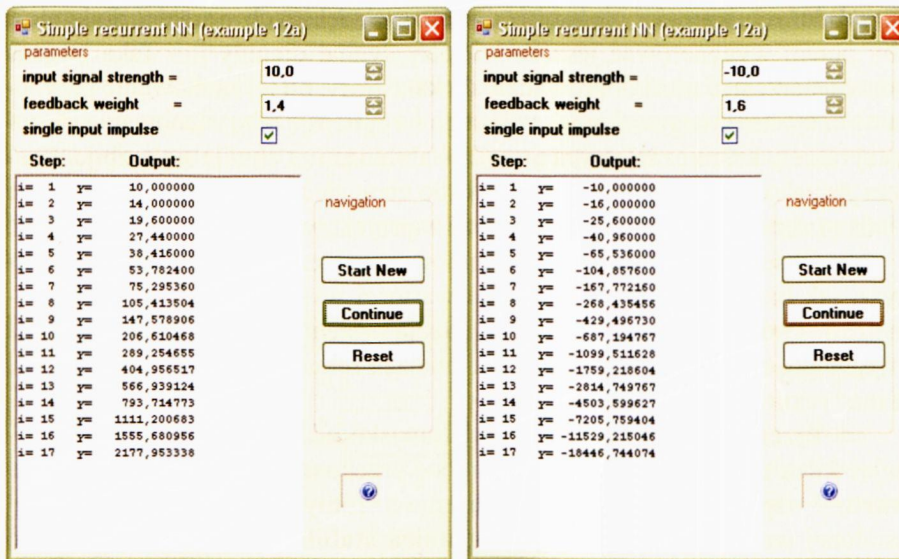 Simple recurrent NN (example 12a)
parameters
input signal strength =
10,0
feedback weight =
1,4
single input impulse
Step: Output:
i= 1 y= 10,000000
i= 2 y= 14,000000
i= 3 y= 19,600000
i= 4 y= 27,440000
i= 5 y= 38,416000
i= 6 y= 53,782400
i= 7 y= 75,295360
i= 8 y= 105,413504
i= 9 y= 147,578906
i= 10 y= 206,610468
i= 11 y= 289,254655
i= 12 y= 404,956517
i= 13 y= 566,939124
i= 14 y= 793,714773
i= 15 y= 1111,200683
i= 16 y= 1555,680956
i= 17 y= 2177,953338
navigation
Start New
Continue
Reset
Simple recurrent NN (example 12a)
parameters
input signal strength =
-10,0
feedback weight =
1,6
single input impulse
Step: Output:
i= 1 y= -10,000000
i= 2 y= -16,000000
i= 3 y= -25,600000
i= 4 y= -40,960000
i= 5 y= -65,536000
i= 6 y= -104,857600
i= 7 y= -167,772160
i= 8 y= -268,435456
i= 9 y= -429,496730
i= 10 y= -687,194767
i= 11 y= -1099,511628
i= 12 y= -1759,218604
i= 13 y= -2814,749767
i= 14 y= -4503,599627
i= 15 y= -7205,759404
i= 16 y= -11529,215046
i= 17 y= -18446,744074
navigation
Start New
Continue
Reset